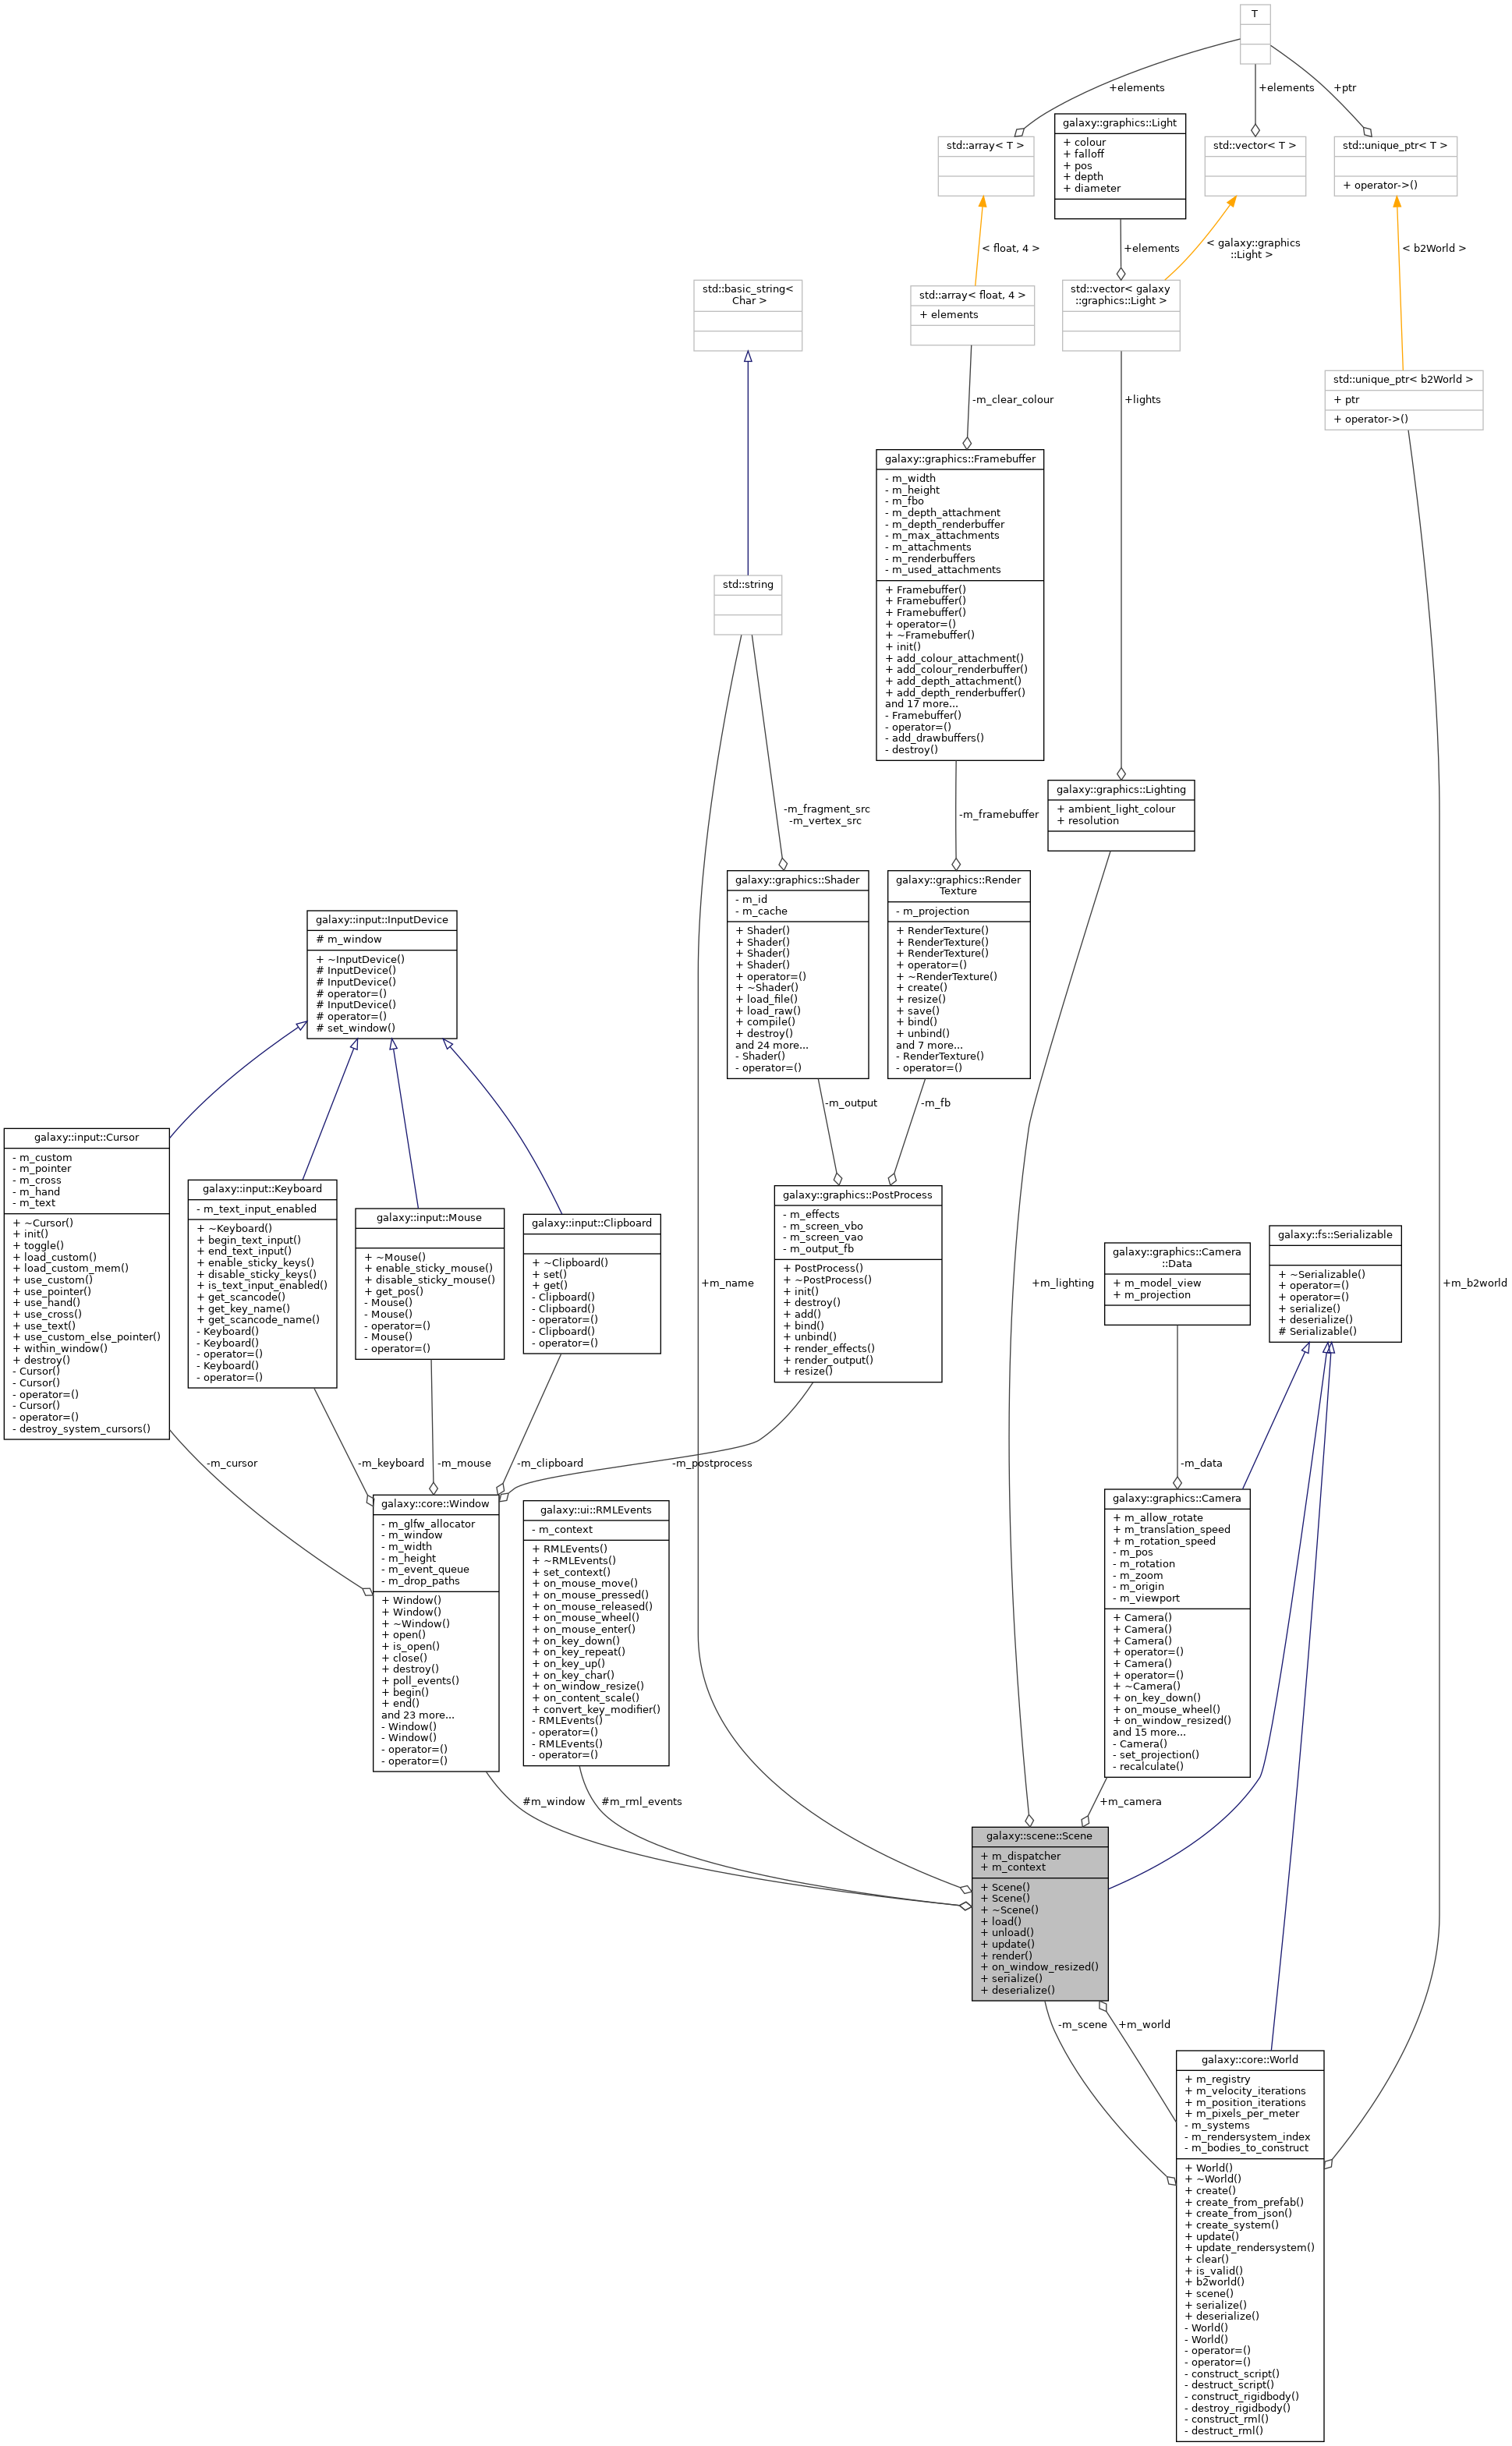 T
+elements
+elements
+ptr
galaxy::graphics::Light
+ colour
+ falloff
+ pos
+ depth
+ diameter
std::array< T >
std::vector< T >
std::unique_ptr< T >
+ operator->()
< float, 4 >
+elements
< galaxy::graphics
::Light >
< b2World >
std::basic_string<
Char >
std::array< float, 4 >
+ elements
std::vector< galaxy
::graphics::Light >
std::unique_ptr< b2World >
+ ptr
+ operator->()
-m_clear_colour
+lights
galaxy::graphics::Framebuffer
- m_width
- m_height
- m_fbo
- m_depth_attachment
- m_depth_renderbuffer
- m_max_attachments
- m_attachments
- m_renderbuffers
- m_used_attachments
+ Framebuffer()
+ Framebuffer()
+ Framebuffer()
+ operator=()
+ ~Framebuffer()
+ init()
+ add_colour_attachment()
+ add_colour_renderbuffer()
+ add_depth_attachment()
+ add_depth_renderbuffer()
and 17 more...
- Framebuffer()
- operator=()
- add_drawbuffers()
- destroy()
std::string
-m_fragment_src
-m_vertex_src
-m_framebuffer
galaxy::graphics::Lighting
+ ambient_light_colour
+ resolution
galaxy::graphics::Shader
- m_id
- m_cache
+ Shader()
+ Shader()
+ Shader()
+ Shader()
+ operator=()
+ ~Shader()
+ load_file()
+ load_raw()
+ compile()
+ destroy()
and 24 more...
- Shader()
- operator=()
galaxy::graphics::Render
Texture
- m_projection
+ RenderTexture()
+ RenderTexture()
+ RenderTexture()
+ operator=()
+ ~RenderTexture()
+ create()
+ resize()
+ save()
+ bind()
+ unbind()
and 7 more...
- RenderTexture()
- operator=()
galaxy::input::InputDevice
# m_window
+ ~InputDevice()
# InputDevice()
# InputDevice()
# operator=()
# InputDevice()
# operator=()
# set_window()
-m_output
-m_fb
galaxy::input::Cursor
- m_custom
- m_pointer
- m_cross
- m_hand
- m_text
+ ~Cursor()
+ init()
+ toggle()
+ load_custom()
+ load_custom_mem()
+ use_custom()
+ use_pointer()
+ use_hand()
+ use_cross()
+ use_text()
+ use_custom_else_pointer()
+ within_window()
+ destroy()
- Cursor()
- Cursor()
- operator=()
- Cursor()
- operator=()
- destroy_system_cursors()
galaxy::input::Keyboard
- m_text_input_enabled
+ ~Keyboard()
+ begin_text_input()
+ end_text_input()
+ enable_sticky_keys()
+ disable_sticky_keys()
+ is_text_input_enabled()
+ get_scancode()
+ get_key_name()
+ get_scancode_name()
- Keyboard()
- Keyboard()
- operator=()
- Keyboard()
- operator=()
galaxy::input::Mouse
+ ~Mouse()
+ enable_sticky_mouse()
+ disable_sticky_mouse()
+ get_pos()
- Mouse()
- Mouse()
- operator=()
- Mouse()
- operator=()
galaxy::input::Clipboard
+ ~Clipboard()
+ set()
+ get()
- Clipboard()
- Clipboard()
- operator=()
- Clipboard()
- operator=()
+m_name
galaxy::graphics::PostProcess
- m_effects
- m_screen_vbo
- m_screen_vao
- m_output_fb
+ PostProcess()
+ ~PostProcess()
+ init()
+ destroy()
+ add()
+ bind()
+ unbind()
+ render_effects()
+ render_output()
+ resize()
+m_lighting
galaxy::graphics::Camera
::Data
+ m_model_view
+ m_projection
galaxy::fs::Serializable
+ ~Serializable()
+ operator=()
+ operator=()
+ serialize()
+ deserialize()
# Serializable()
+m_b2world
-m_cursor
-m_keyboard
-m_mouse
-m_clipboard
-m_postprocess
-m_data
galaxy::core::Window
- m_glfw_allocator
- m_window
- m_width
- m_height
- m_event_queue
- m_drop_paths
+ Window()
+ Window()
+ ~Window()
+ open()
+ is_open()
+ close()
+ destroy()
+ poll_events()
+ begin()
+ end()
and 23 more...
- Window()
- Window()
- operator=()
- operator=()
galaxy::ui::RMLEvents
- m_context
+ RMLEvents()
+ ~RMLEvents()
+ set_context()
+ on_mouse_move()
+ on_mouse_pressed()
+ on_mouse_released()
+ on_mouse_wheel()
+ on_mouse_enter()
+ on_key_down()
+ on_key_repeat()
+ on_key_up()
+ on_key_char()
+ on_window_resize()
+ on_content_scale()
+ convert_key_modifier()
- RMLEvents()
- operator=()
- RMLEvents()
- operator=()
galaxy::graphics::Camera
+ m_allow_rotate
+ m_translation_speed
+ m_rotation_speed
- m_pos
- m_rotation
- m_zoom
- m_origin
- m_viewport
+ Camera()
+ Camera()
+ Camera()
+ operator=()
+ Camera()
+ operator=()
+ ~Camera()
+ on_key_down()
+ on_mouse_wheel()
+ on_window_resized()
and 15 more...
- Camera()
- set_projection()
- recalculate()
#m_window
#m_rml_events
+m_camera
galaxy::scene::Scene
+ m_dispatcher
+ m_context
+ Scene()
+ Scene()
+ ~Scene()
+ load()
+ unload()
+ update()
+ render()
+ on_window_resized()
+ serialize()
+ deserialize()
-m_scene
+m_world
galaxy::core::World
+ m_registry
+ m_velocity_iterations
+ m_position_iterations
+ m_pixels_per_meter
- m_systems
- m_rendersystem_index
- m_bodies_to_construct
+ World()
+ ~World()
+ create()
+ create_from_prefab()
+ create_from_json()
+ create_system()
+ update()
+ update_rendersystem()
+ clear()
+ is_valid()
+ b2world()
+ scene()
+ serialize()
+ deserialize()
- World()
- World()
- operator=()
- operator=()
- construct_script()
- destruct_script()
- construct_rigidbody()
- destroy_rigidbody()
- construct_rml()
- destruct_rml()